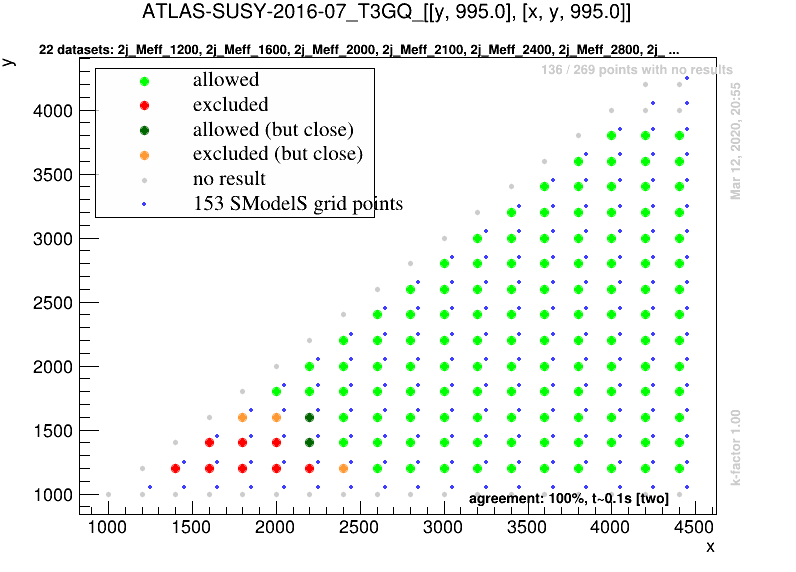 ATLAS-SUSY-2016-07_T3GQ_[[y, 995.0], [x, y, 995.0]]
22 datasets: 2j_Meff_1200, 2j_Meff_1600, 2j_Meff_2000, 2j_Meff_2100, 2j_Meff_2400, 2j_Meff_2800, 2j_ ...
y
136 / 269 points with no results
allowed
excluded
allowed (but close)
excluded (but close)
no result
153 SModelS grid points
Mar 12, 2020, 20:55
k-factor 1.00
4000
3500
3000
2500
2000
1500
1000
agreement: 100%, t~0.1s [two]
1000 1500 2000 2500 3000 3500 4000 4500
x